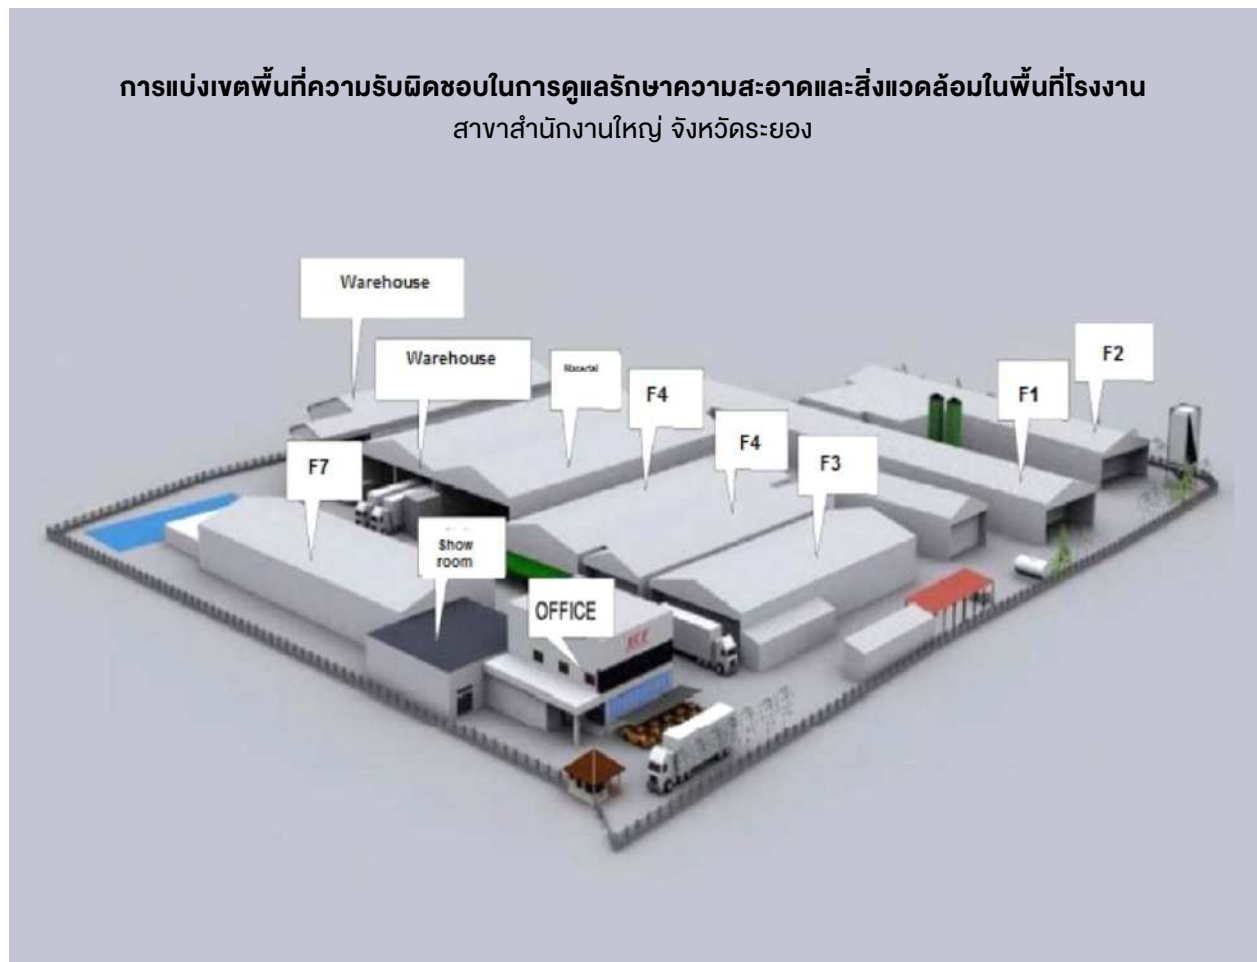 การแบ่งเขตพื้นที่ความรับผิดชอบในการดูแลรักษาความสะอาดและสิ่งแวดล้อมในพื้นที่โรงงาน
สาขาสำนักงานใหญ่ จังหวัดระยอง
Warehouse
Warehouse
Material
F4
F2
F1
F4
F3
F7
Show
room
OFFICE